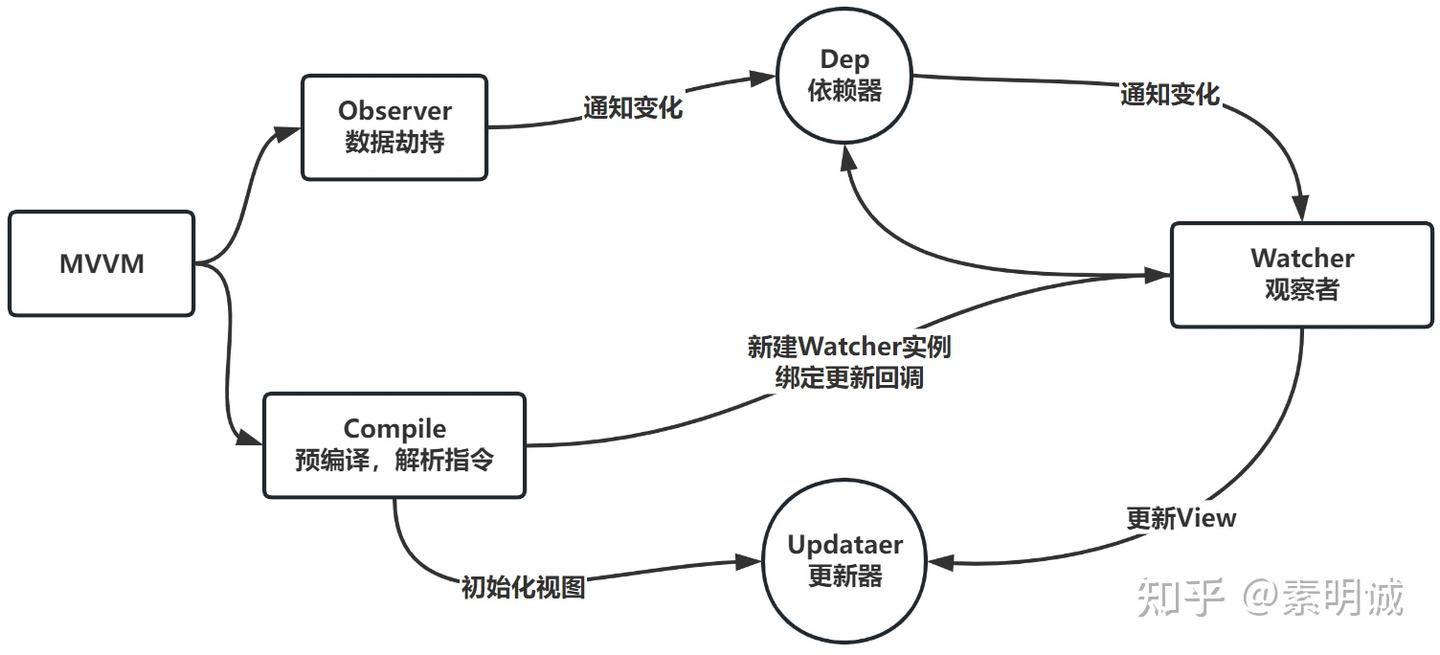 Dep
依赖器
通知变化
通知变化
Observer
数据劫持
MVVM
Watcher
观察者
新建Watcher实例
绑定更新回调
Compile
预编译，解析指令
更新View
Updataer
更新器
初始化视图
知乎 @素明诚